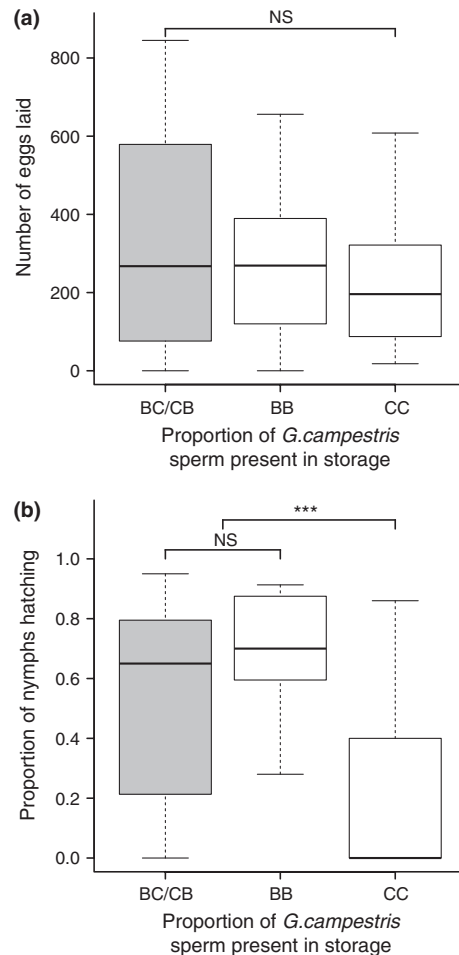 (a)
NS
800
600
400
200
0
Number of eggs laid
BC/CB BB CC
Proportion of G.campestris
sperm present in storage
(b)
***
NS
1.0
0.8
0.6
0.4
0.2
0.0
Proportion of nymphs hatching
BC/CB BB CC
Proportion of G.campestris
sperm present in storage